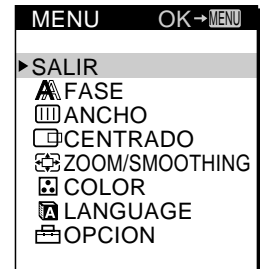 MENU OK→MENU
▶SALIR
FASE
ANCHO
CENTRADO
ZOOM/SMOOTHING
COLOR
LANGUAGE
OPCION